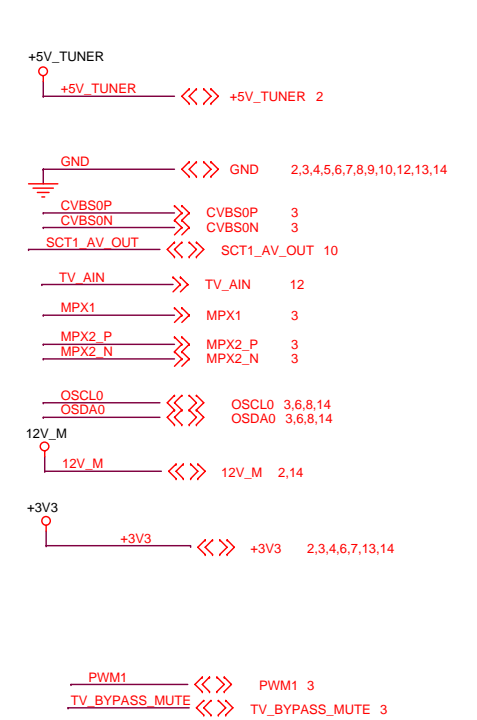 +5V_TUNER
+5V_TUNER +5V_TUNER 2
GND GND 2,3,4,5,6,7,8,9,10,12,13,14
CVBS0P CVBS0P 3
CVBS0N CVBS0N 3
SCT1_AV_OUT SCT1_AV_OUT 10
TV_AIN TV_AIN 12
MPX1 MPX1 3
MPX2_P MPX2_P 3
MPX2_N MPX2_N 3
OSCL0 OSCL0 3,6,8,14
OSDA0 OSDA0 3,6,8,14
12V_M
12V_M 12V_M 2,14
+3V3
+3V3 +3V3 2,3,4,6,7,13,14
PWM1 PWM1 3
TV_BYPASS_MUTE TV_BYPASS_MUTE 3